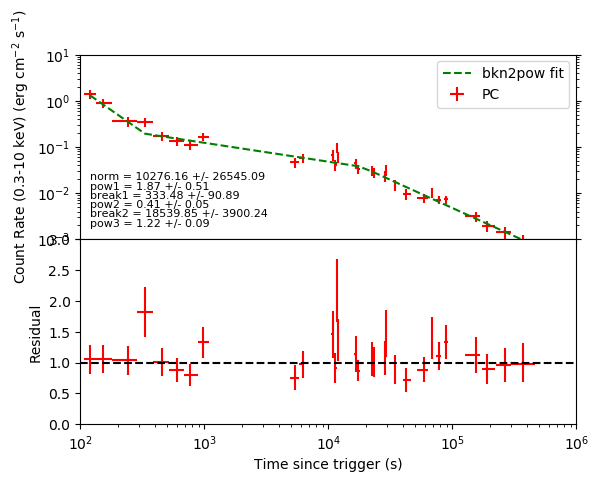 Count Rate (0.3-10 keV) (erg cm⁻² s⁻¹)
10¹
10⁰
10⁻¹
10⁻²
10⁻³
bkn2pow fit
PC
norm = 10276.16 +/- 26545.09
pow1 = 1.87 +/- 0.51
break1 = 333.48 +/- 90.89
pow2 = 0.41 +/- 0.05
break2 = 18539.85 +/- 3900.24
pow3 = 1.22 +/- 0.09
Residual
3.0
2.5
2.0
1.5
1.0
0.5
0.0
10² 10³ 10⁴ 10⁵ 10⁶
Time since trigger (s)